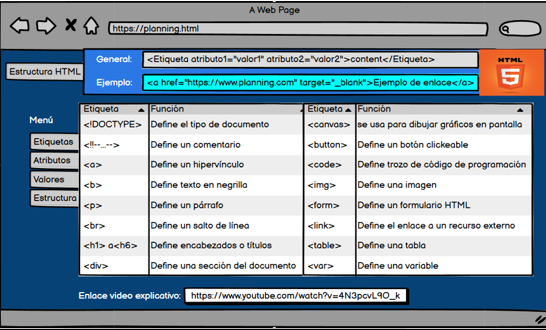 A Web Page
https://planning.html
Estructura HTML
General: <Etiqueta atributo1="valor1" atributo2="valor2">content</Etiqueta>
Ejemplo: <a href="https://www.planning.com" target="_blank">Ejemplo de enlace</a>
HTML
5
Menú
Etiquetas
Atributos
Valores
Estructura
Etiqueta Función Etiqueta Función
<!DOCTYPE> Define el tipo de documento <canvas> se usa para dibujar gráficos en pantalla
<!!--...--> Define un comentario <button> Define un botón clickeable
<a> Define un hipervínculo <code> Define trozo de código de programación
<b> Define texto en negrilla <img> Define una imagen
<p> Define un párrafo <form> Define un formulario HTML
<br> Define un salto de línea <link> Define el enlace a un recurso externo
<h1> a<h6> Define encabezados o títulos <table> Define una tabla
<div> Define una sección del documento <var> Define una variable
Enlace video explicativo: https://www.youtube.com/watch?v=4N3pcvL9O_k